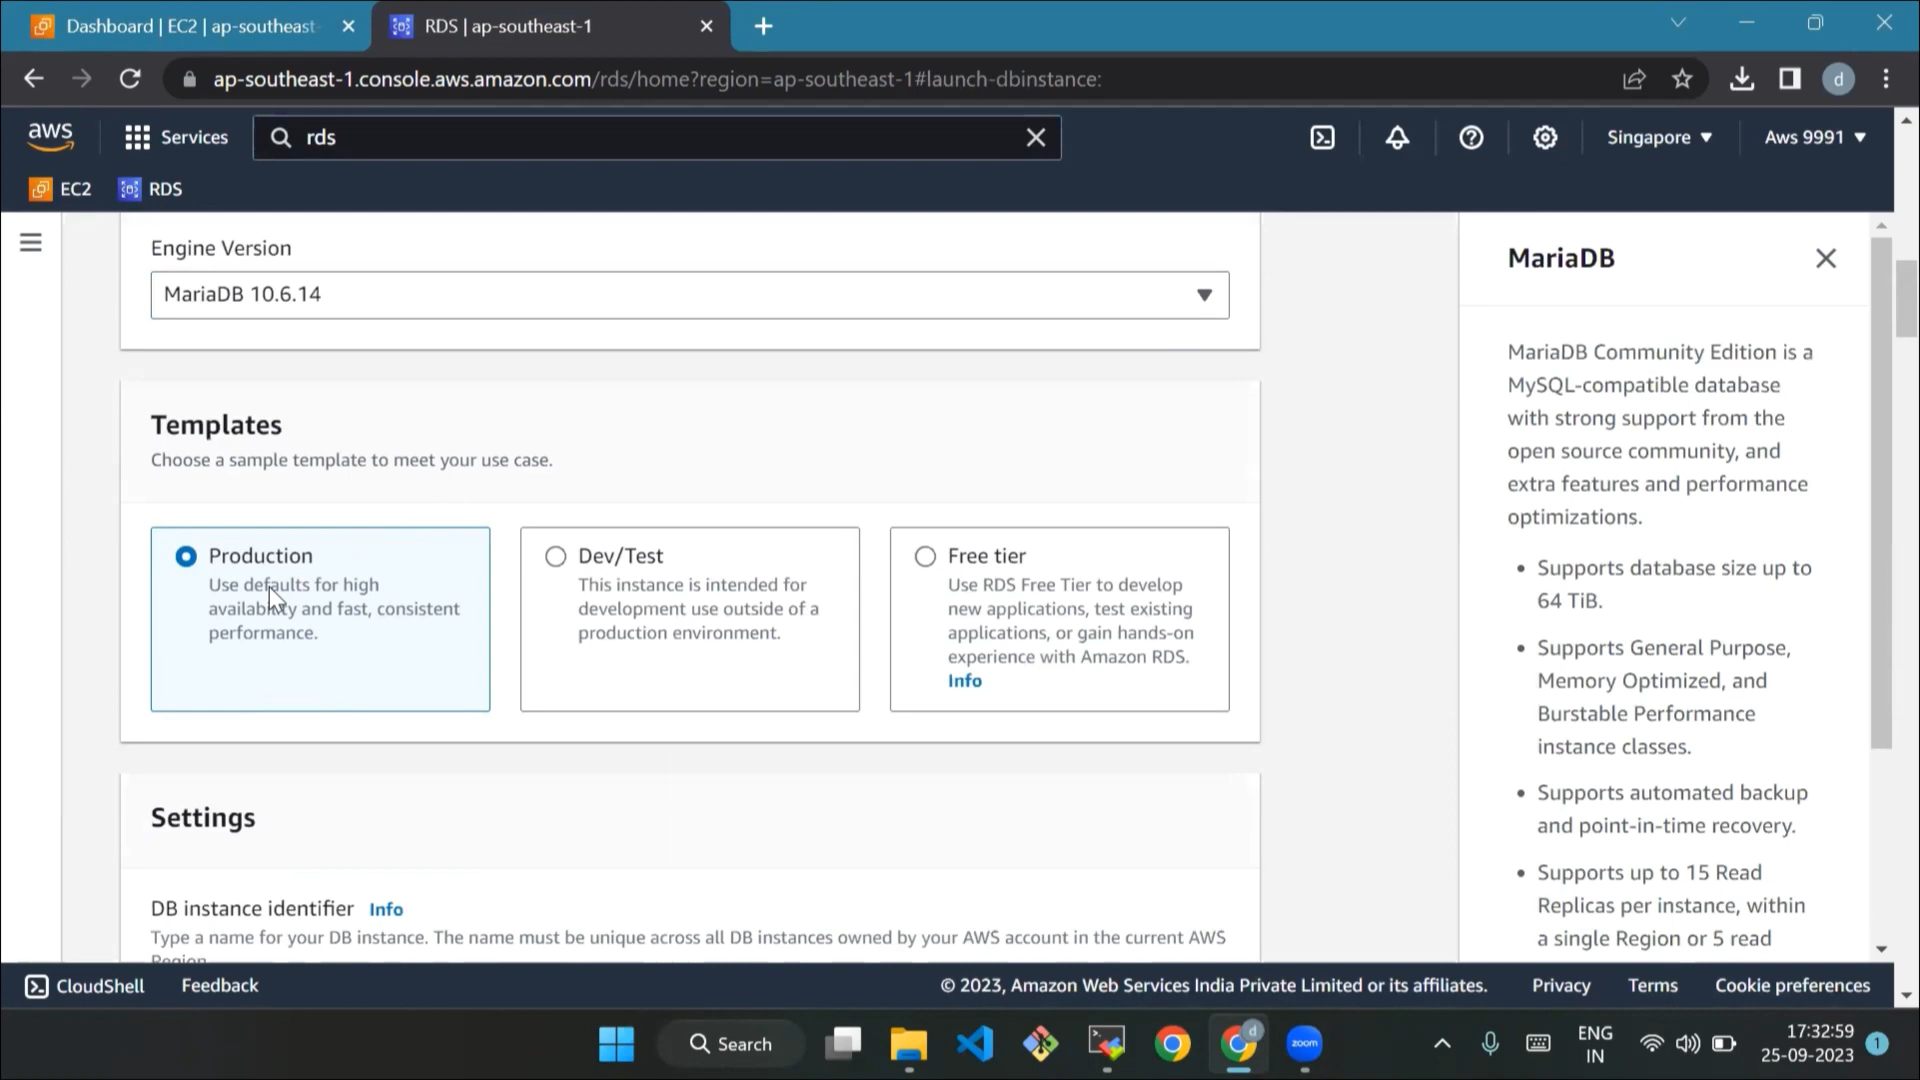 Dashboard | EC2 | ap-southeast-
RDS | ap-southeast-1
ap-southeast-1.console.aws.amazon.com/rds/home?region=ap-southeast-1#launch-dbinstance:
d
aws
Services
rds
Singapore
Aws 9991
EC2
RDS
Engine Version
MariaDB 10.6.14
Templates
Choose a sample template to meet your use case.
Production
Use defaults for high
availability and fast, consistent
performance.
Dev/Test
This instance is intended for
development use outside of a
production environment.
Free tier
Use RDS Free Tier to develop
new applications, test existing
applications, or gain hands-on
experience with Amazon RDS.
Info
Settings
DB instance identifier Info
Type a name for your DB instance. The name must be unique across all DB instances owned by your AWS account in the current AWS
Region.
MariaDB
MariaDB Community Edition is a
MySQL-compatible database
with strong support from the
open source community, and
extra features and performance
optimizations.
• Supports database size up to
64 TiB.
• Supports General Purpose,
Memory Optimized, and
Burstable Performance
instance classes.
• Supports automated backup
and point-in-time recovery.
• Supports up to 15 Read
Replicas per instance, within
a single Region or 5 read
CloudShell
Feedback
© 2023, Amazon Web Services India Private Limited or its affiliates.
Privacy
Terms
Cookie preferences
Search
d
zoom
ENG
IN
17:32:59
25-09-2023
1